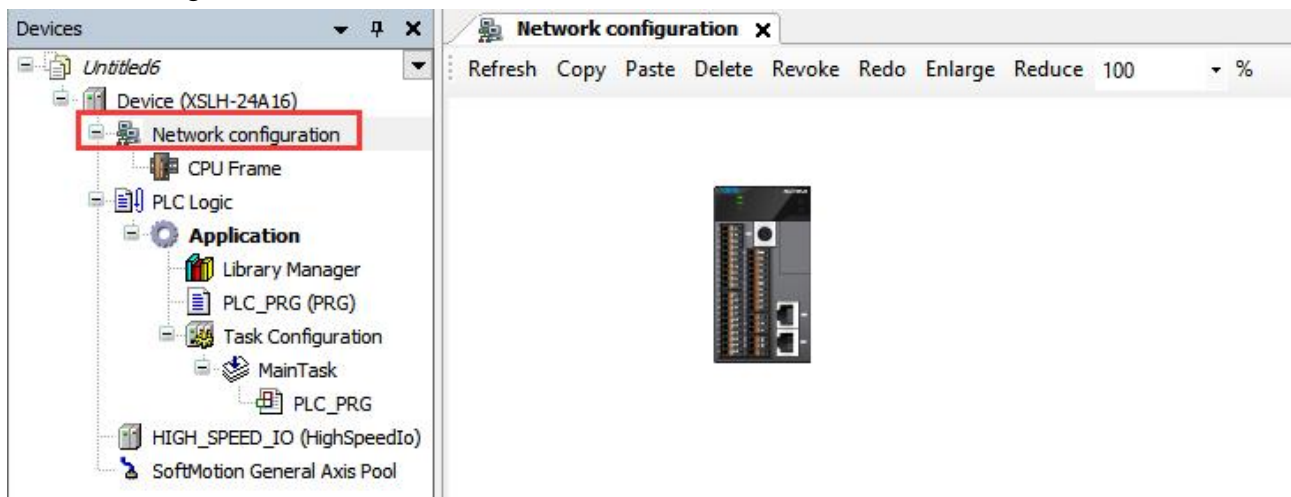 Devices
Untitled6
Device (XSLH-24A16)
Network configuration
CPU Frame
PLC Logic
Application
Library Manager
PLC_PRG (PRG)
Task Configuration
MainTask
PLC_PRG
HIGH_SPEED_IO (HighSpeedIo)
SoftMotion General Axis Pool
Network configuration
Refresh Copy Paste Delete Revoke Redo Enlarge Reduce 100 %